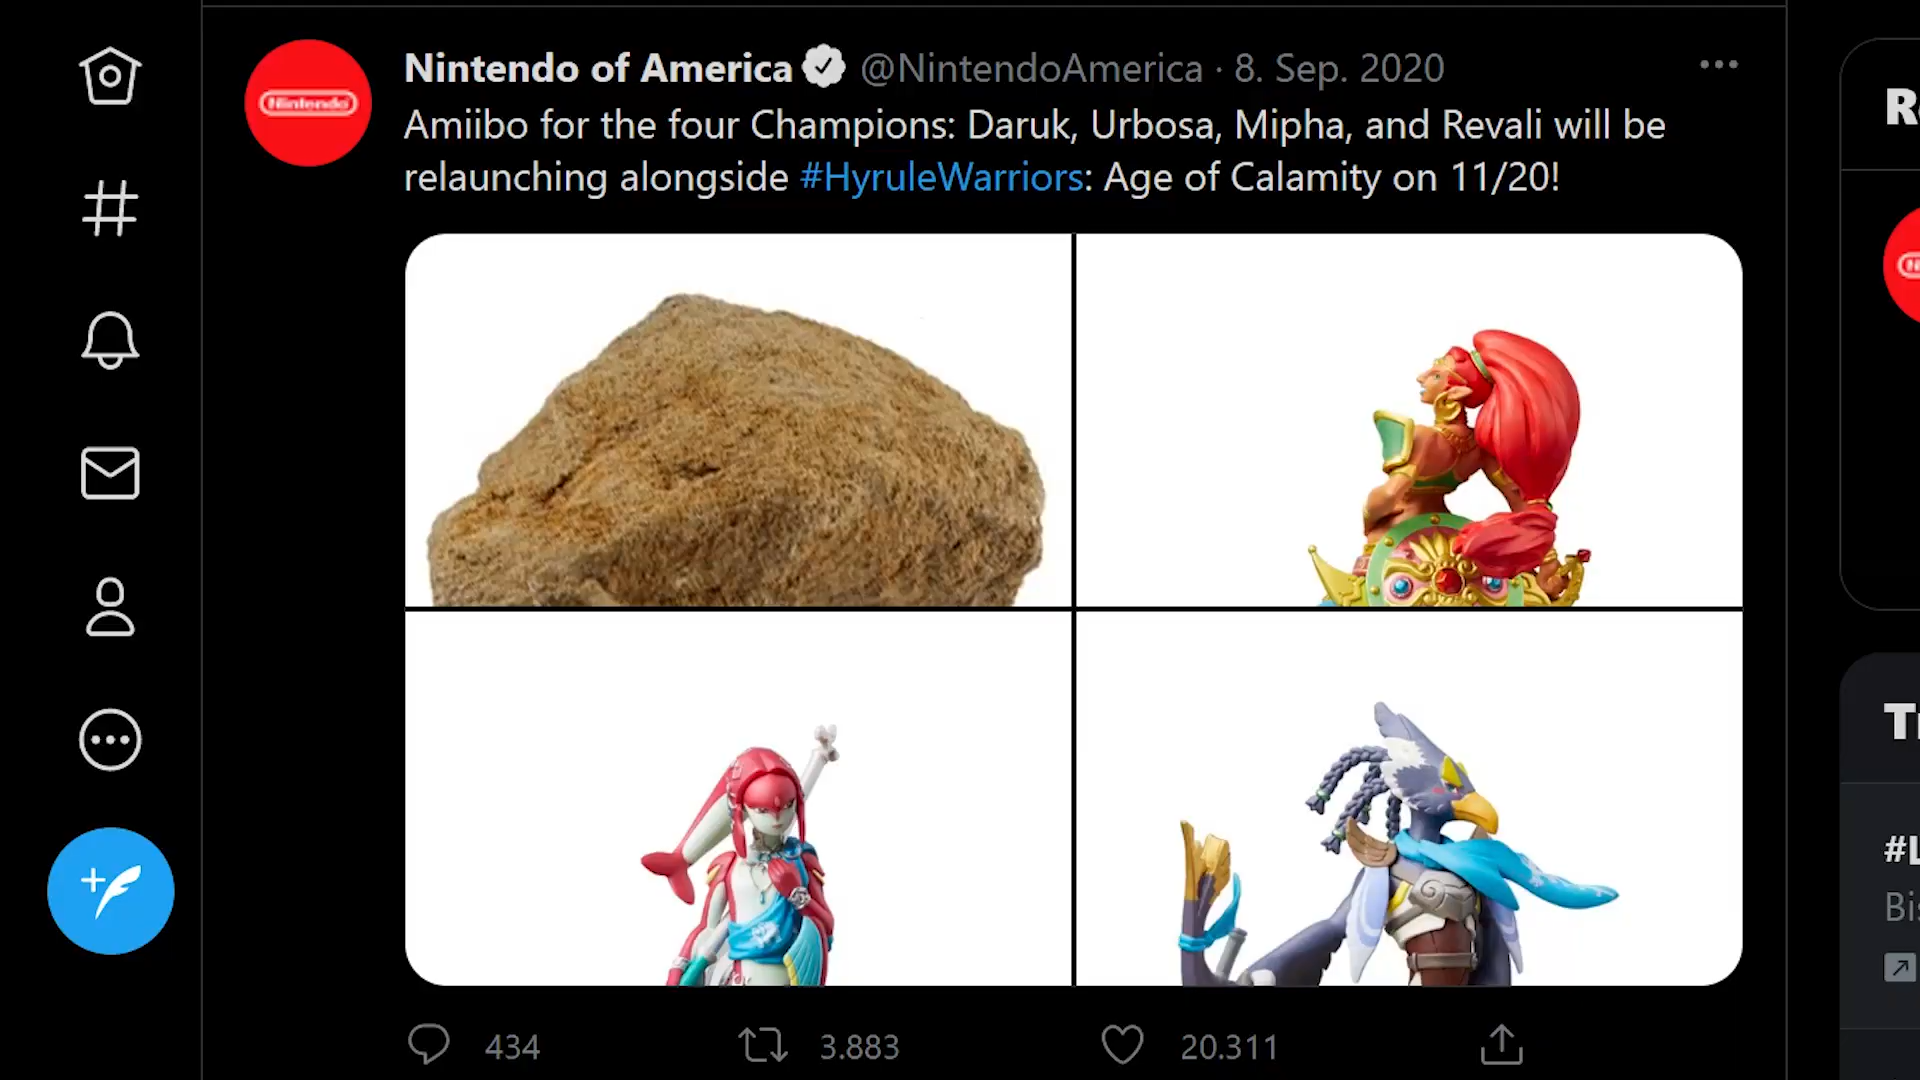 Nintendo of America @NintendoAmerica · 8. Sep. 2020
Amiibo for the four Champions: Daruk, Urbosa, Mipha, and Revali will be
relaunching alongside #HyruleWarriors: Age of Calamity on 11/20!
Nintendo
434 3.883 20.311